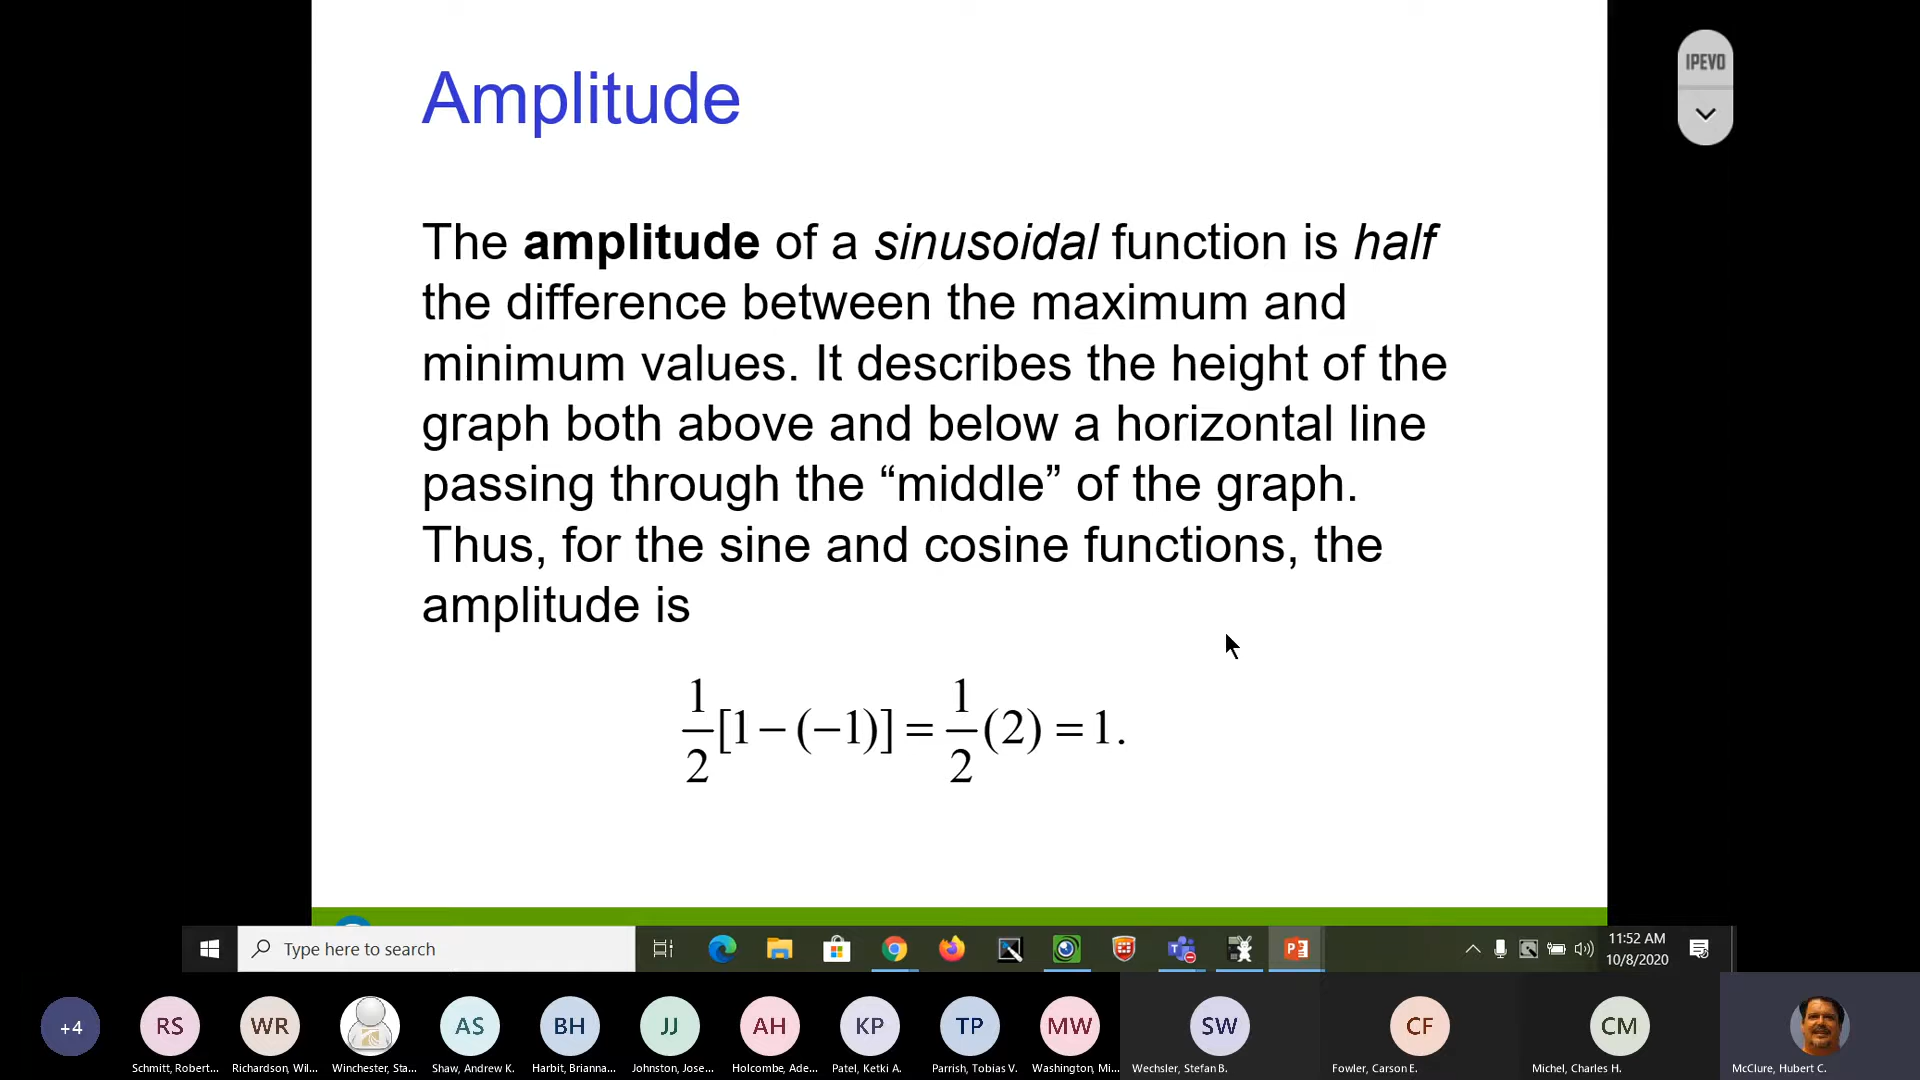 Amplitude
IPEVO
The amplitude of a sinusoidal function is half
the difference between the maximum and
minimum values. It describes the height of the
graph both above and below a horizontal line
passing through the “middle” of the graph.
Thus, for the sine and cosine functions, the
amplitude is
1/2[1−(−1)]=1/2(2)=1.
Type here to search
11:52 AM
10/8/2020
+4 RS WR AS BH JJ AH KP TP MW SW CF CM
Schmitt, Robert... Richardson, Wil... Winchester, Sta... Shaw, Andrew K. Harbit, Brianna... Johnston, Jose... Holcombe, Ade... Patel, Ketki A. Parrish, Tobias V. Washington, Mi... Wechsler, Stefan B. Fowler, Carson E. Michel, Charles H. McClure, Hubert C.